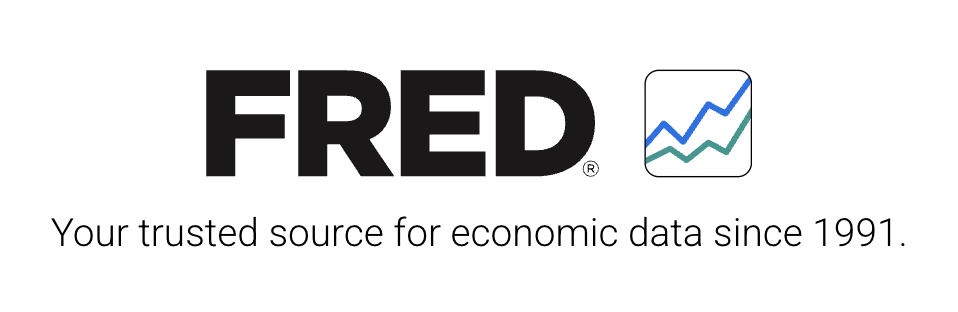 FRED®
Your trusted source for economic data since 1991.